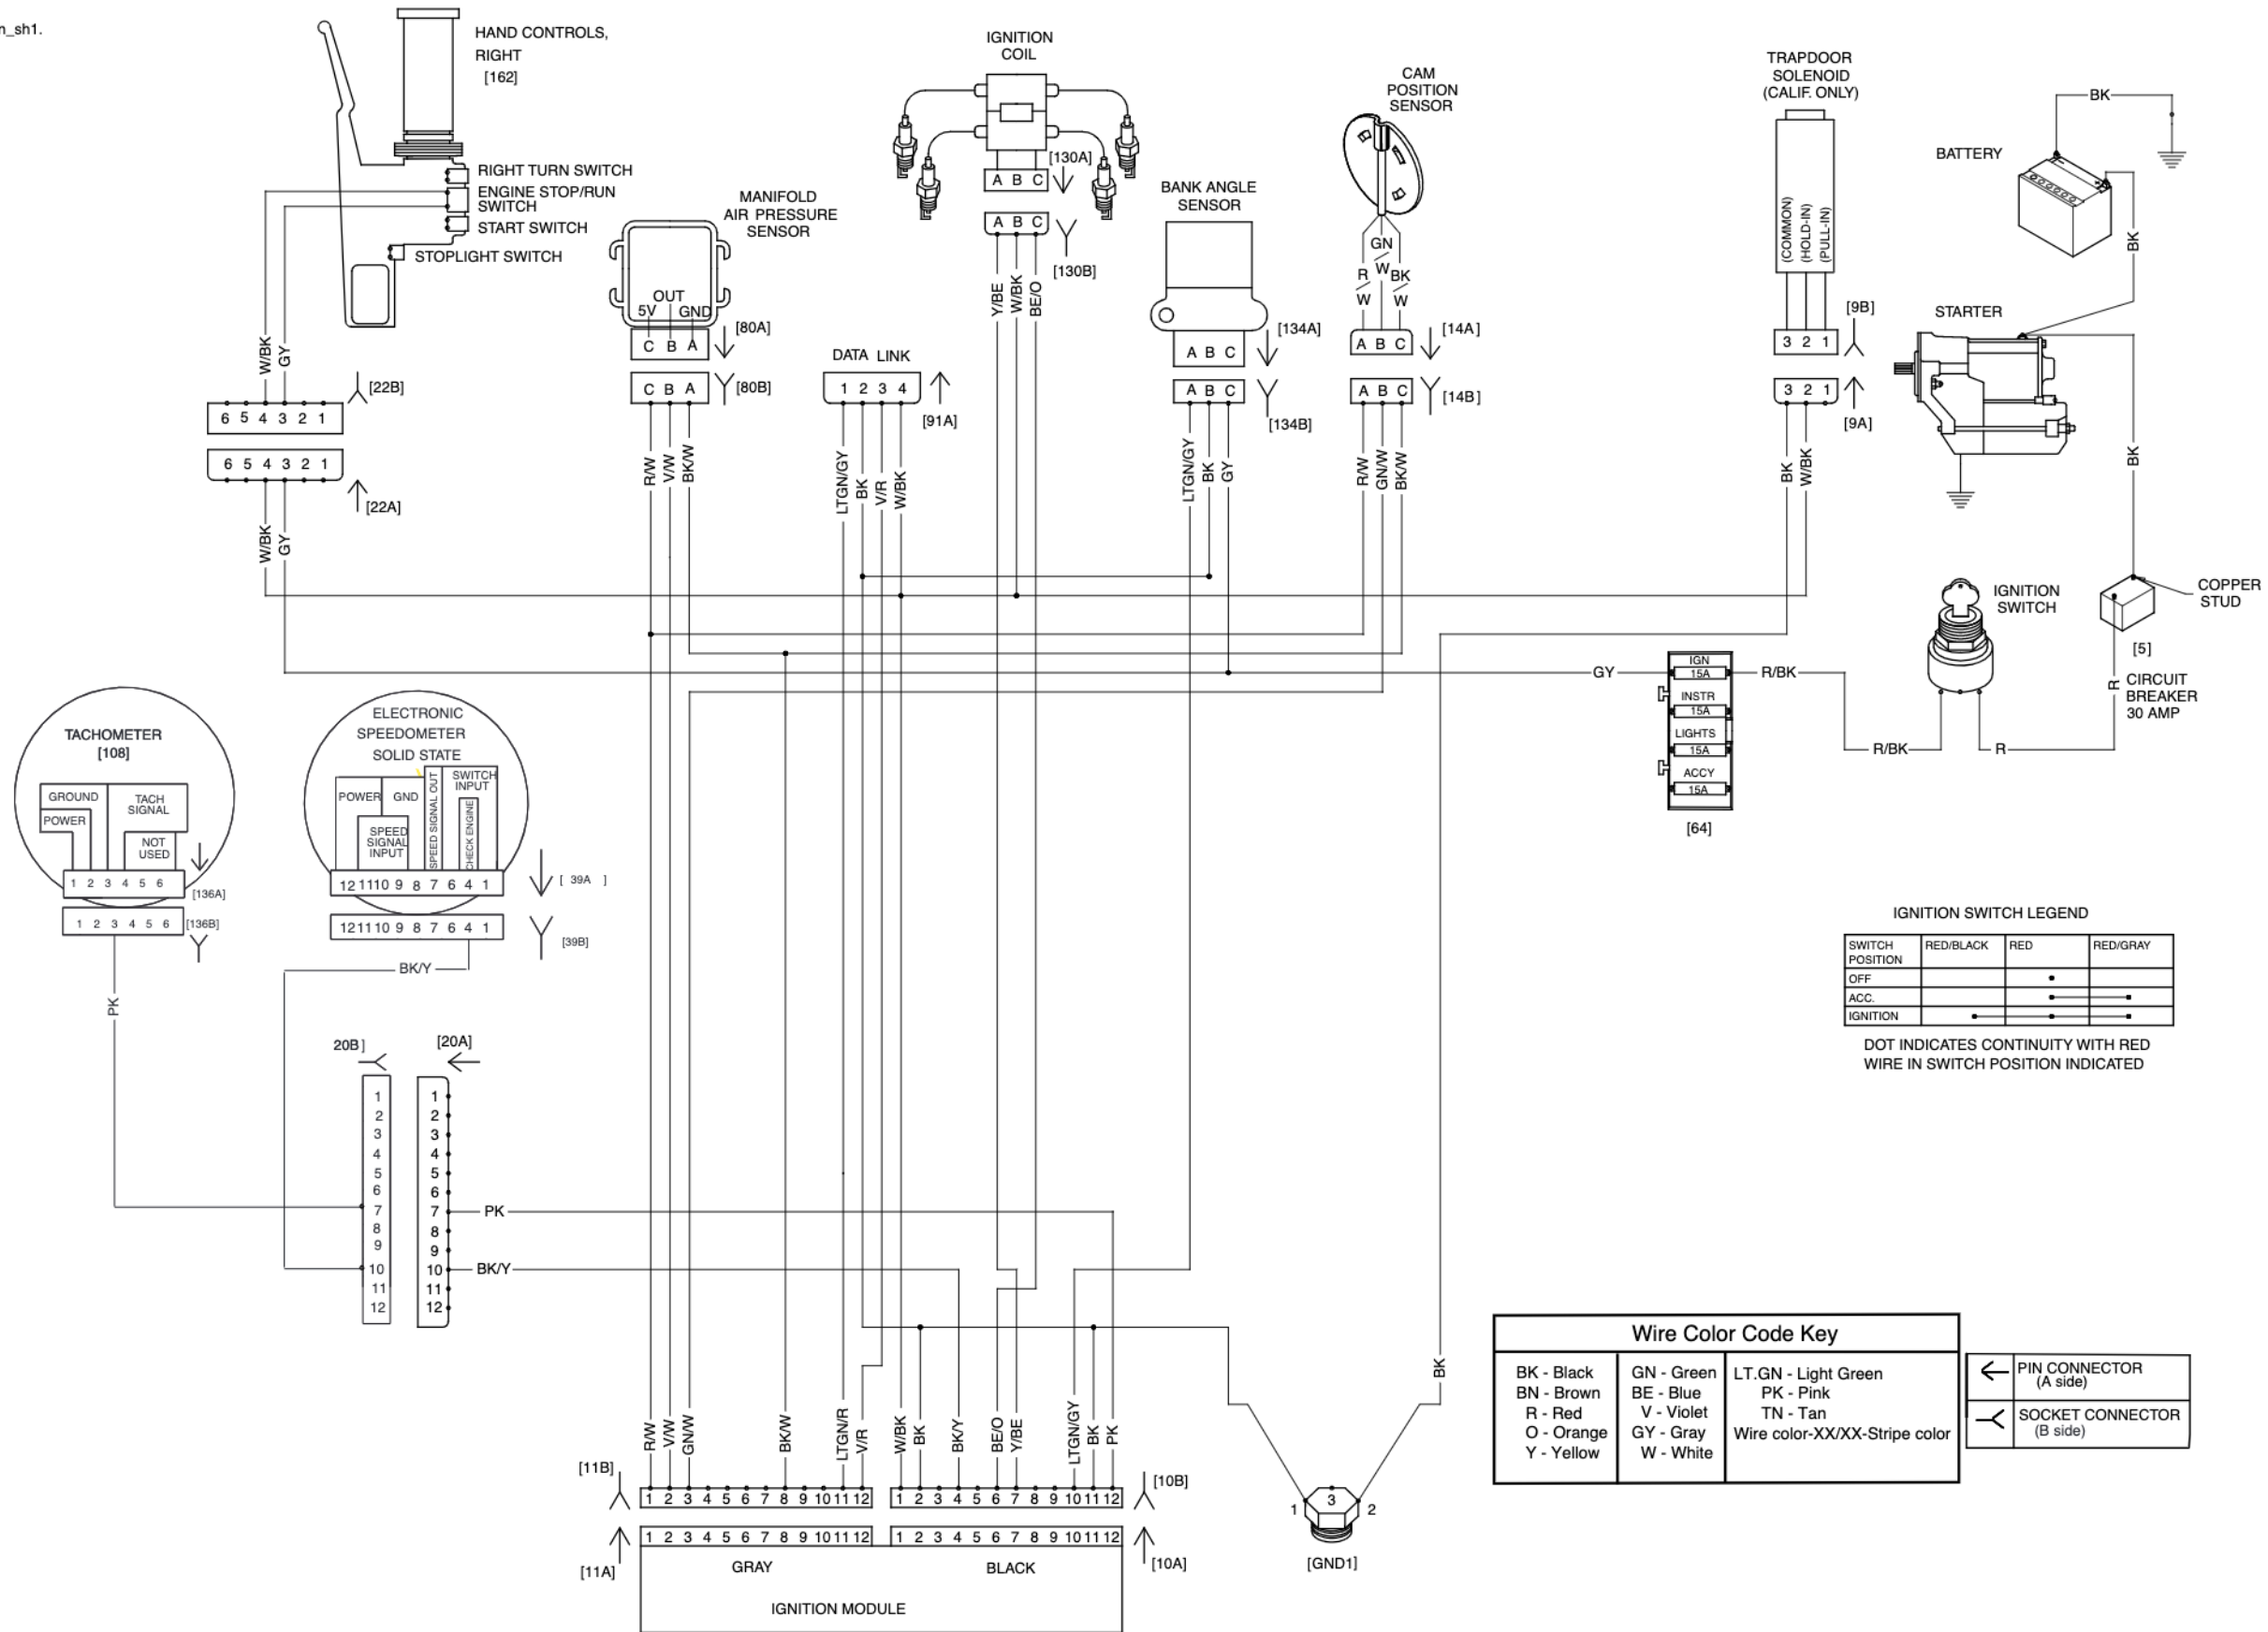 n_sh1.
HAND CONTROLS,
RIGHT
[162]
RIGHT TURN SWITCH
ENGINE STOP/RUN
SWITCH
START SWITCH
STOPLIGHT SWITCH
W/BK
GY
[22B]
6 5 4 3 2 1
6 5 4 3 2 1
[22A]
W/BK
GY
MANIFOLD
AIR PRESSURE
SENSOR
OUT
5V GND
[80A]
C B A
C B A
[80B]
R/W
V/W
BK/W
DATA LINK
1 2 3 4
[91A]
LTGN/GY
BK
V/R
W/BK
IGNITION
COIL
[130A]
A B C
A B C
[130B]
Y/BE
W/BK
BE/O
BANK ANGLE
SENSOR
[134A]
A B C
A B C
[134B]
LTGN/GY
BK
GY
CAM
POSITION
SENSOR
GN
/
W
R
/
W
BK
/
W
[14A]
A B C
A B C
[14B]
R/W
GN/W
BK/W
TRAPDOOR
SOLENOID
(CALIF. ONLY)
(COMMON)
(HOLD-IN)
(PULL-IN)
[9B]
3 2 1
3 2 1
[9A]
BK
W/BK
BATTERY
BK
BK
STARTER
BK
IGNITION
SWITCH
COPPER
STUD
[5]
R
CIRCUIT
BREAKER
30 AMP
GY
IGN
15A
INSTR
15A
LIGHTS
15A
ACCY
15A
[64]
R/BK
R/BK
R
TACHOMETER
[108]
GROUND
POWER
TACH
SIGNAL
NOT
USED
1 2 3 4 5 6
[136A]
1 2 3 4 5 6
[136B]
PK
ELECTRONIC
SPEEDOMETER
SOLID STATE
POWER
GND
SPEED
SIGNAL
INPUT
SPEED SIGNAL OUT
SWITCH
INPUT
CHECK ENGINE
12 11 10 9 8 7 6 4 1
[ 39A ]
12 11 10 9 8 7 6 4 1
[39B]
BK/Y
20B]
[20A]
1
2
3
4
5
6
7
8
9
10
11
12
1
2
3
4
5
6
7
8
9
10
11
12
PK
BK/Y
IGNITION SWITCH LEGEND
SWITCH
POSITION
RED/BLACK
RED
RED/GRAY
OFF
ACC.
IGNITION
DOT INDICATES CONTINUITY WITH RED
WIRE IN SWITCH POSITION INDICATED
Wire Color Code Key
BK - Black
BN - Brown
R - Red
O - Orange
Y - Yellow
GN - Green
BE - Blue
V - Violet
GY - Gray
W - White
LT.GN - Light Green
PK - Pink
TN - Tan
Wire color-XX/XX-Stripe color
PIN CONNECTOR
(A side)
SOCKET CONNECTOR
(B side)
BK
R/W
V/W
GN/W
BK/W
LTGN/R
V/R
W/BK
BK
BK/Y
BE/O
Y/BE
LTGN/GY
BK
PK
[11B]
1 2 3 4 5 6 7 8 9 10 11 12
1 2 3 4 5 6 7 8 9 10 11 12
[10B]
[11A]
1 2 3 4 5 6 7 8 9 10 11 12
1 2 3 4 5 6 7 8 9 10 11 12
[10A]
GRAY
BLACK
IGNITION MODULE
1 3 2
[GND1]